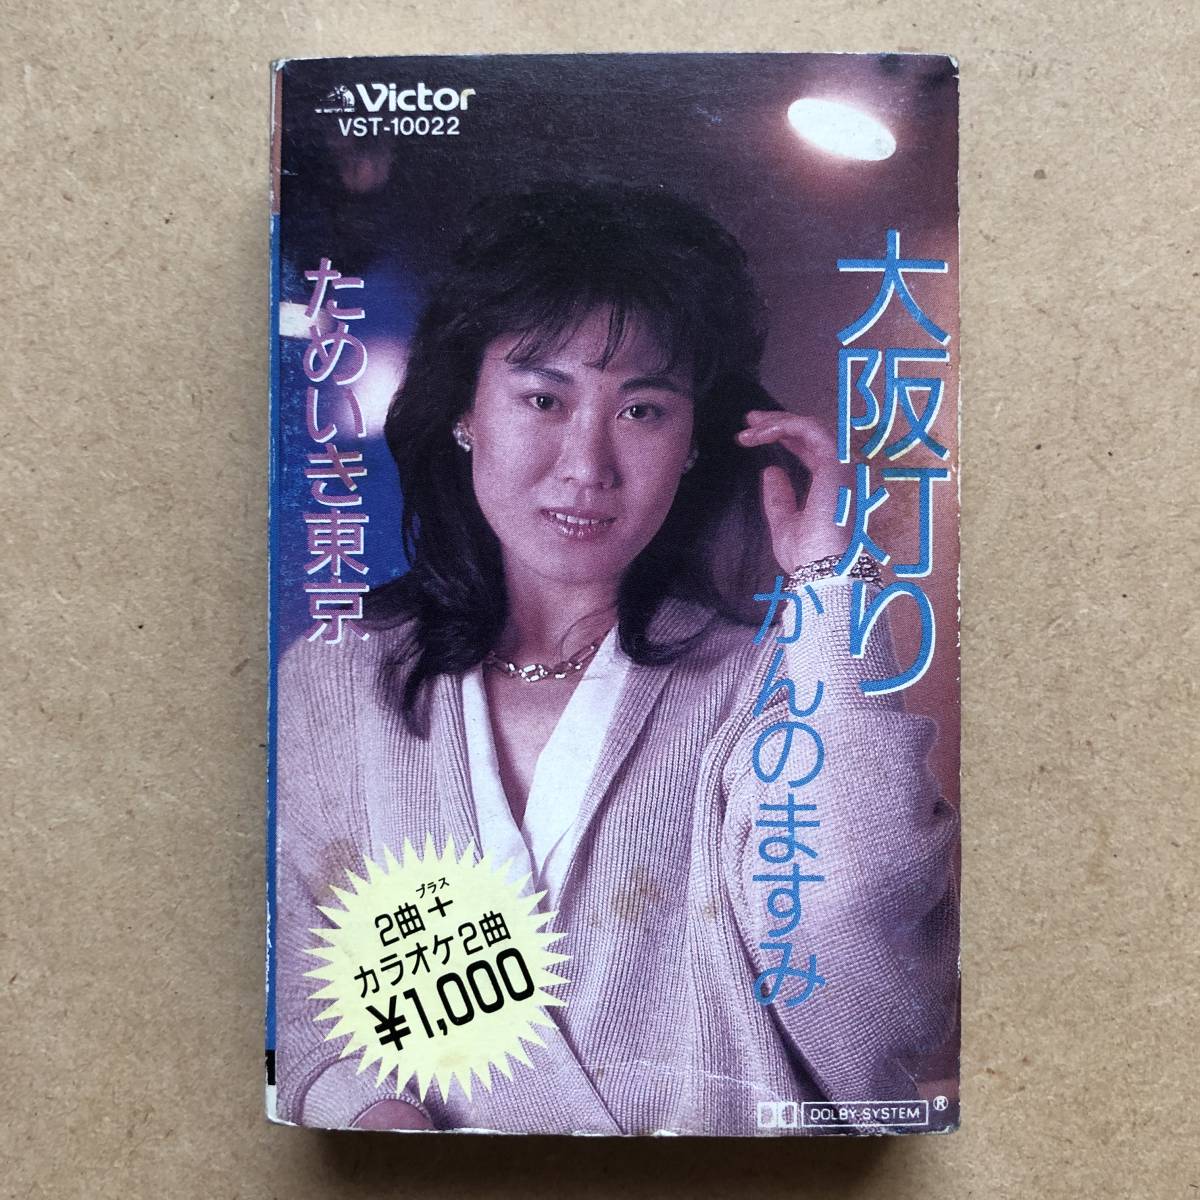 Victor
VST-10022
大阪灯り
かんのますみ
ためいき東京
プラス
2曲+
カラオケ2曲
¥1,000
DOLBY SYSTEM ®